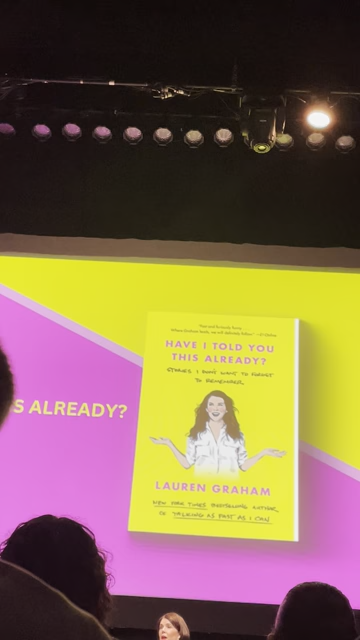 S ALREADY?
HAVE I TOLD YOU
THIS ALREADY?
STORIES I DON'T WANT TO FORGET
TO REMEMBER
LAUREN GRAHAM
NEW YORK TIMES BESTSELLING AUTHOR
OF TALKING AS FAST AS I CAN